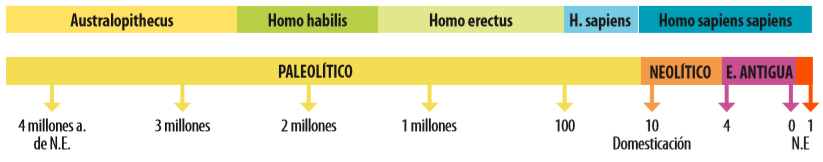 Australopithecus Homo habilis Homo erectus H. sapiens Homo sapiens sapiens
PALEOLÍTICO NEOLÍTICO E. ANTIGUA
4 millones a. 3 millones 2 millones 1 millones 100 10 4 0 1
de N.E. Domesticación N.E